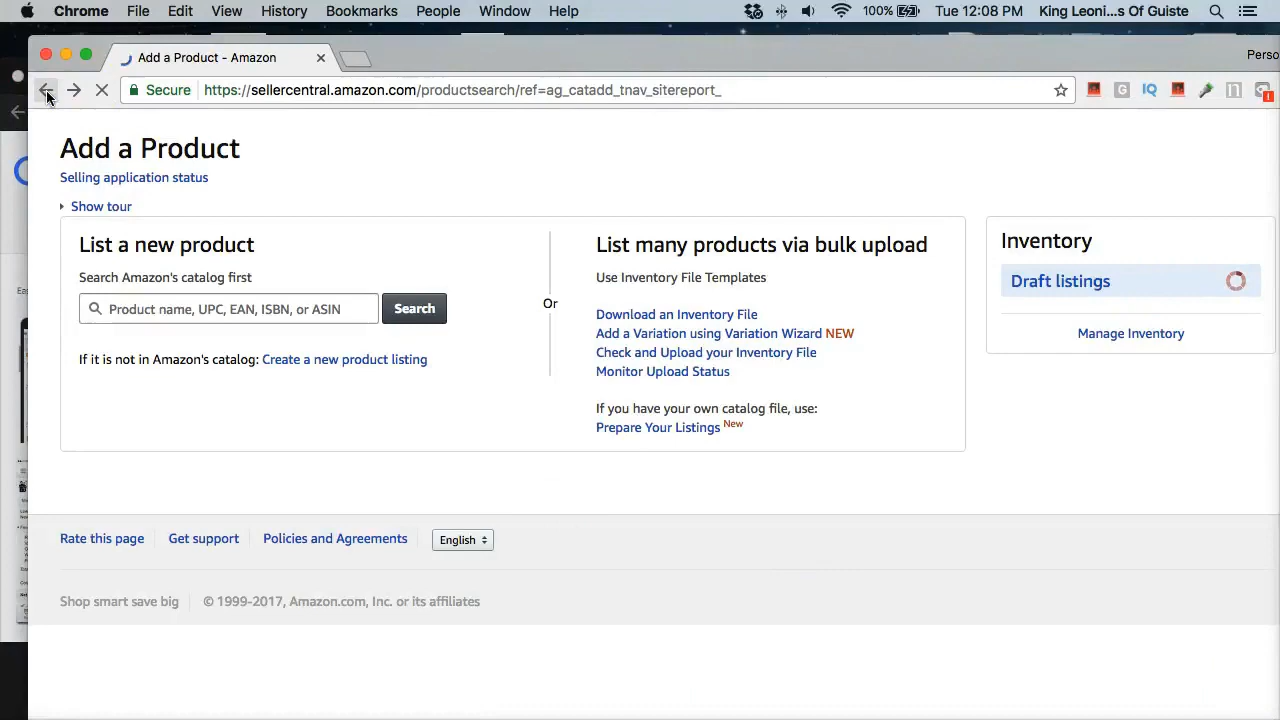 Chrome File Edit View History Bookmarks People Window Help 100% Tue 12:08 PM King Leoni...s Of Guiste
Add a Product - Amazon
Perso
Secure https://sellercentral.amazon.com/productsearch/ref=ag_catadd_tnav_sitereport_
G IQ n 1
Add a Product
Selling application status
Show tour
List a new product
Search Amazon's catalog first
Product name, UPC, EAN, ISBN, or ASIN Search
If it is not in Amazon's catalog: Create a new product listing
Or
List many products via bulk upload
Use Inventory File Templates
Download an Inventory File
Add a Variation using Variation Wizard NEW
Check and Upload your Inventory File
Monitor Upload Status
If you have your own catalog file, use:
Prepare Your Listings New
Inventory
Draft listings
Manage Inventory
Rate this page Get support Policies and Agreements English
Shop smart save big © 1999-2017, Amazon.com, Inc. or its affiliates